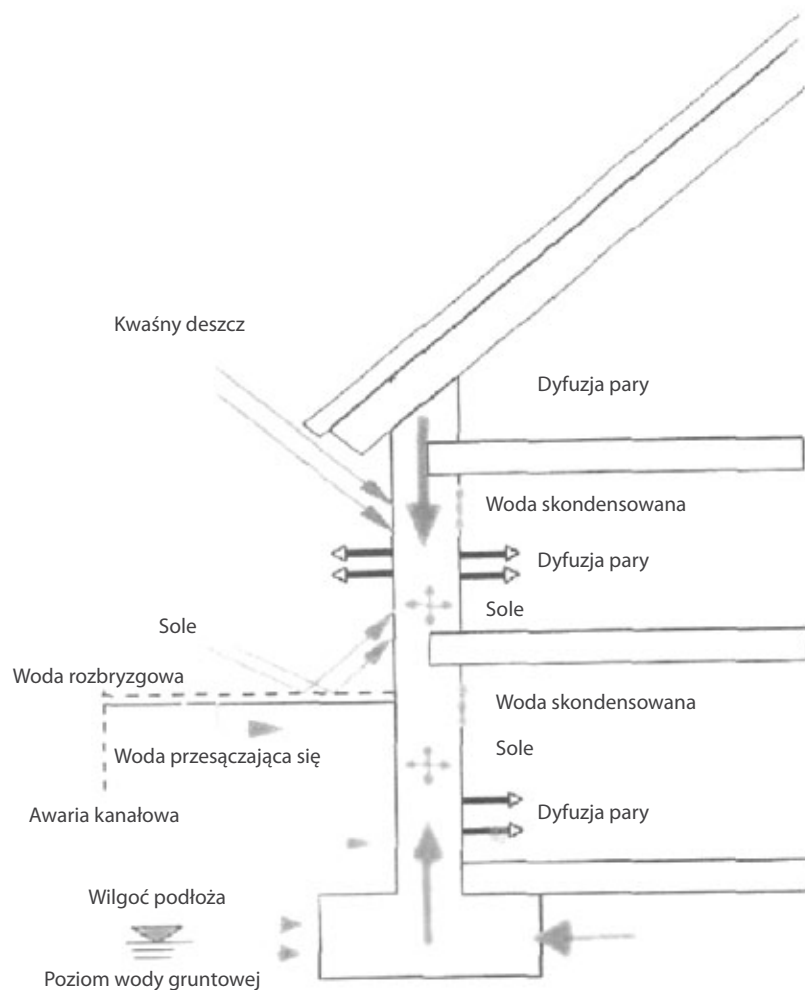 Kwaśny deszcz
Dyfuzja pary
Woda skondensowana
Dyfuzja pary
Sole
Sole
Woda rozbryzgowa
Woda skondensowana
Woda przesączająca się
Sole
Awaria kanałowa
Dyfuzja pary
Wilgoć podłoża
Poziom wody gruntowej